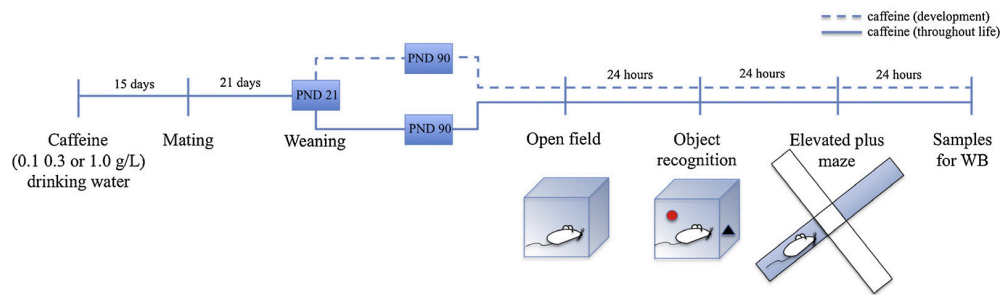 caffeine (development)
caffeine (throughout life)
PND 90
24 hours
24 hours
24 hours
15 days
21 days
PND 21
PND 90
Caffeine
(0.1 0.3 or 1.0 g/L)
drinking water
Mating
Weaning
Open field
Object
recognition
Elevated plus
maze
Samples
for WB